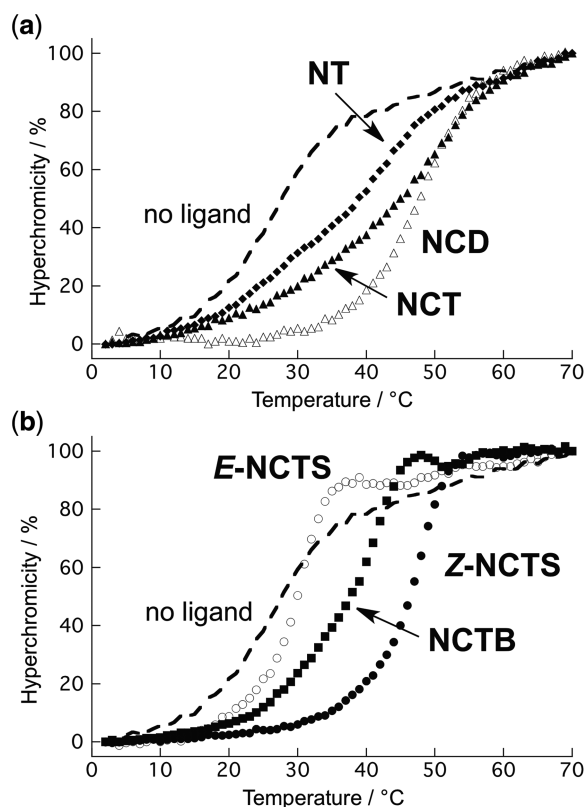 (a)
100
80
60
40
20
0
Hyperchromicity / %
NT
no ligand
NCD
NCT
0 10 20 30 40 50 60 70
Temperature / °C
(b)
100
80
60
40
20
0
Hyperchromicity / %
E-NCTS
no ligand
Z-NCTS
NCTB
0 10 20 30 40 50 60 70
Temperature / °C